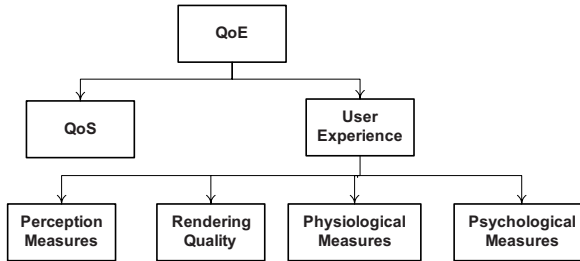 QoE
QoS
User
Experience
Perception
Measures
Rendering
Quality
Physiological
Measures
Psychological
Measures